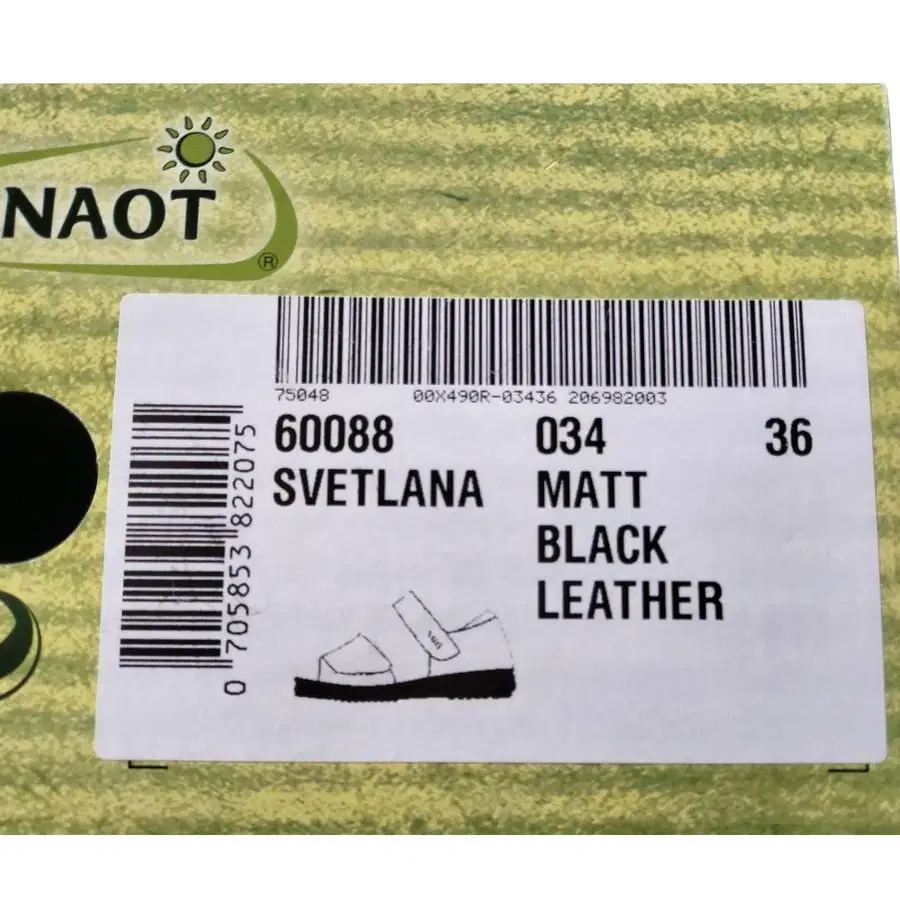 NAOT
®
75048 00X490R-03436 206982003
60088 034 36
SVETLANA MATT
BLACK
LEATHER
0 705853 822075